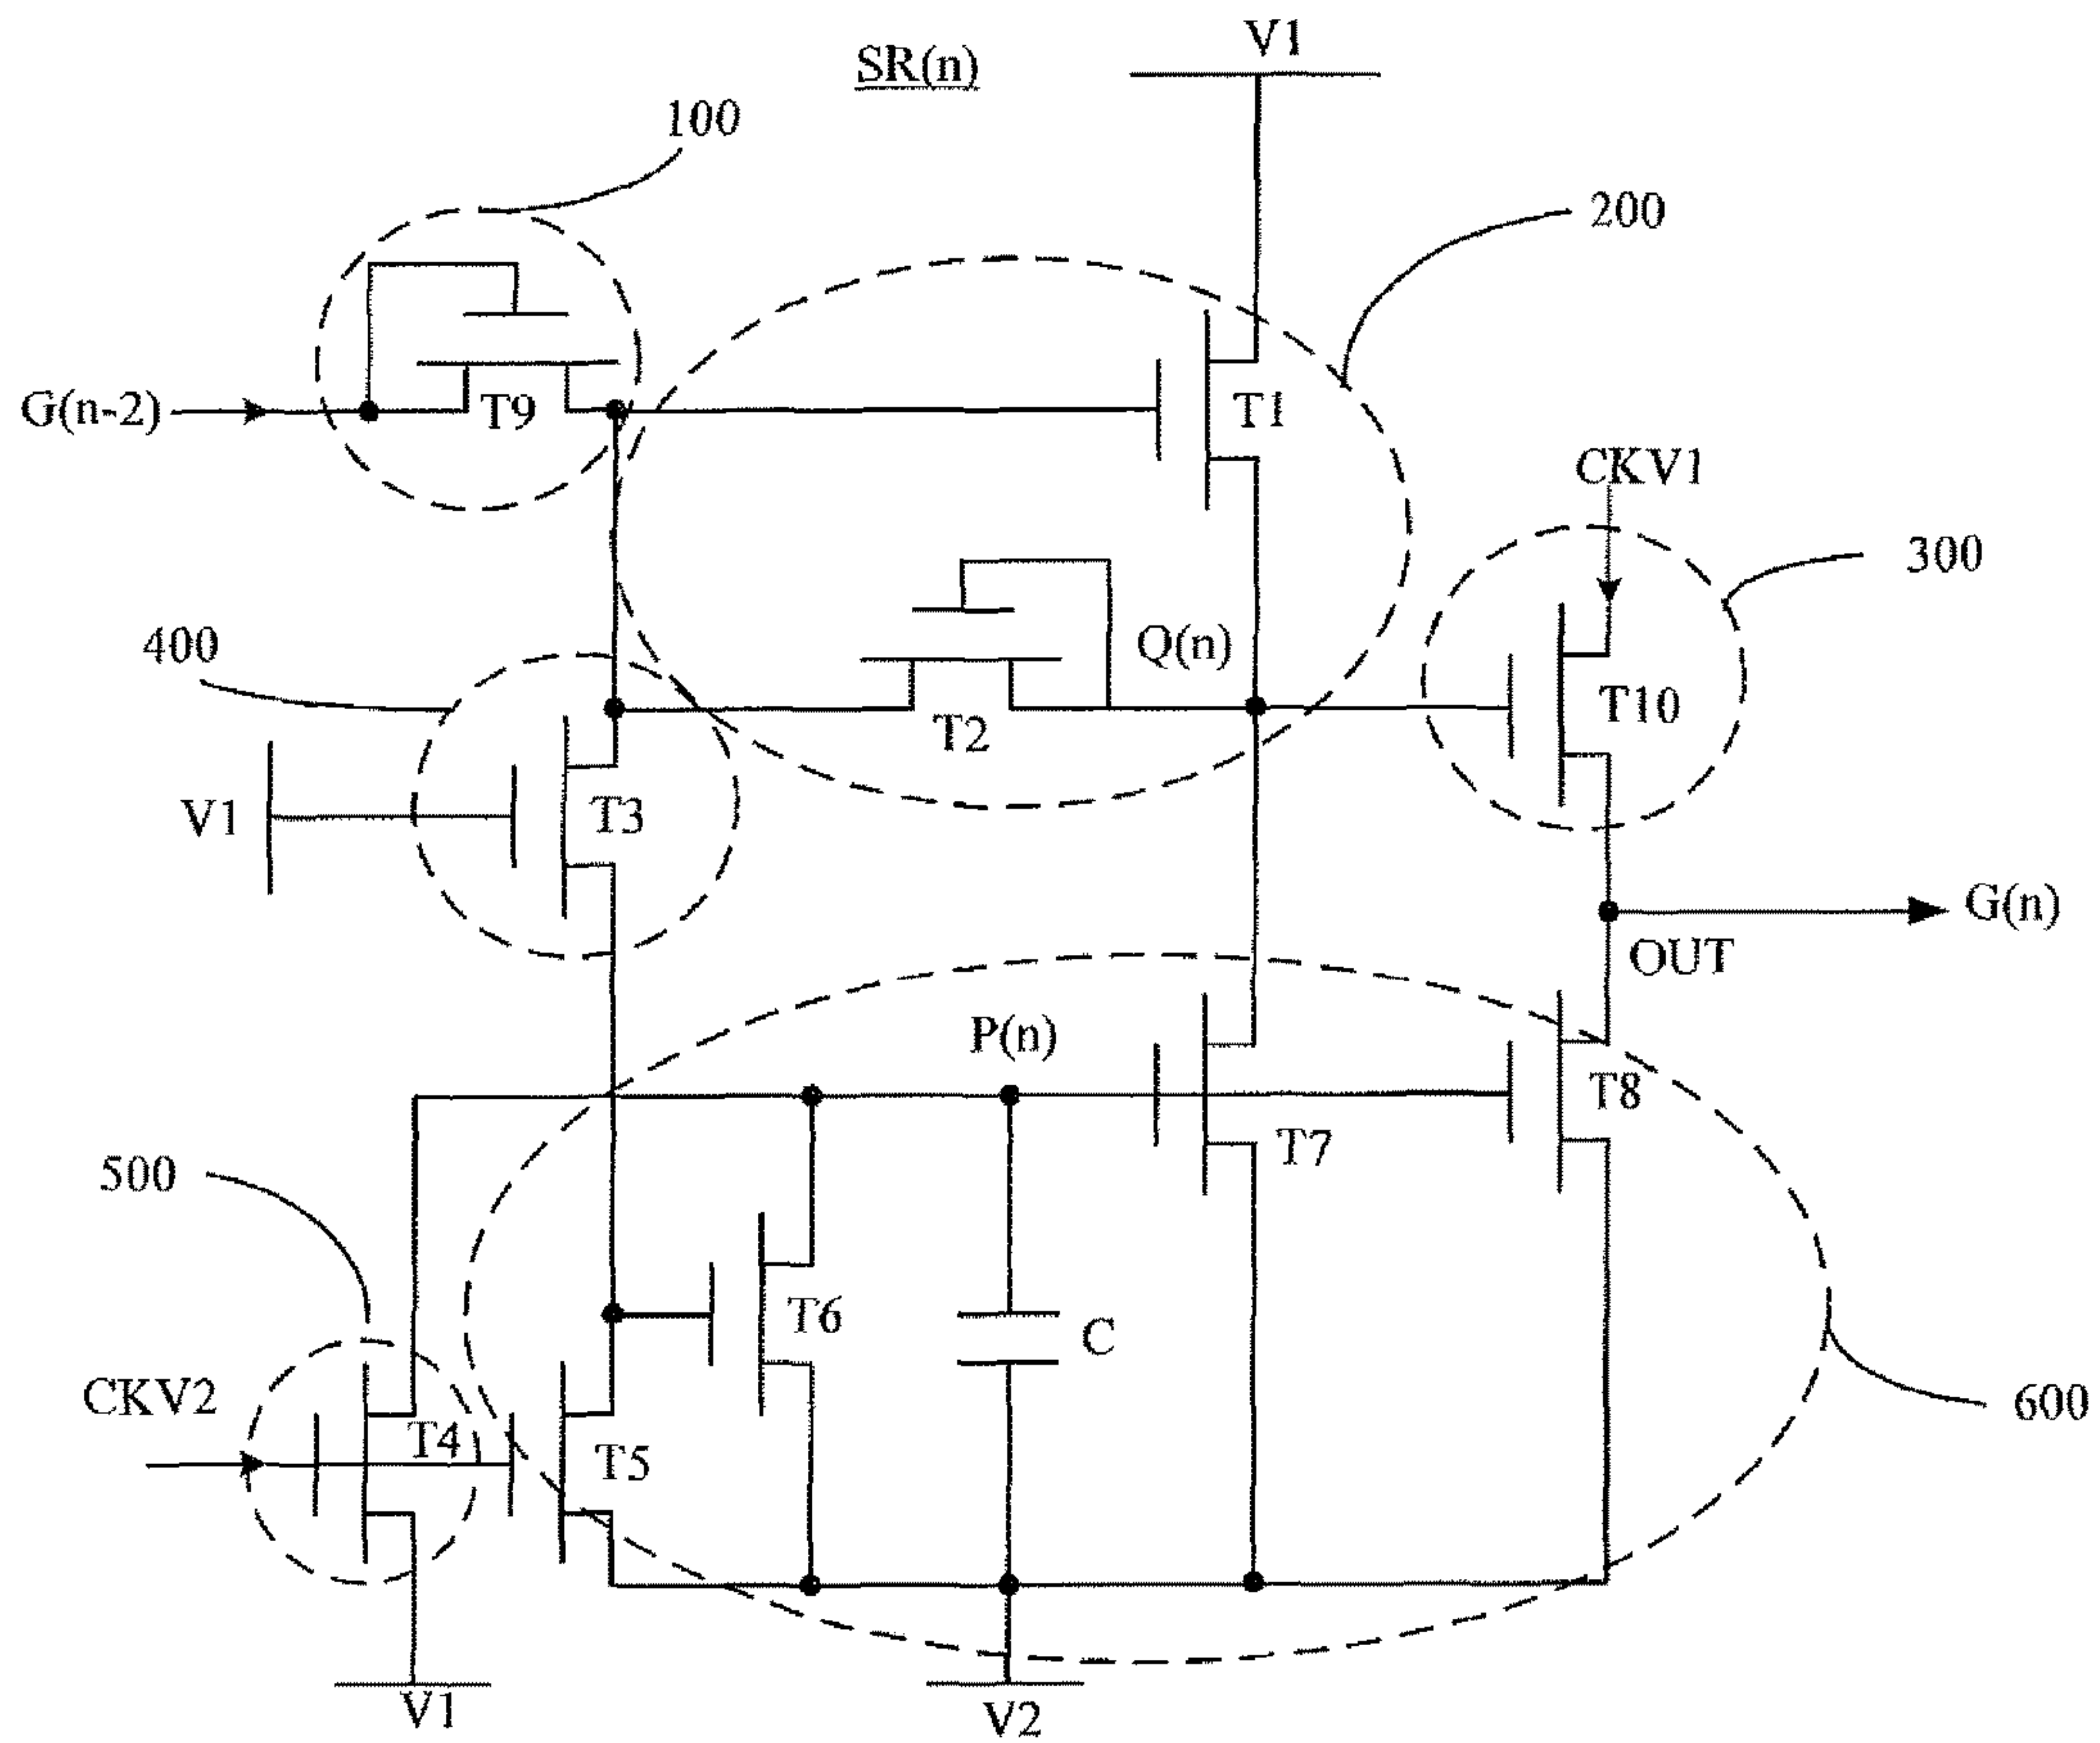 V1
SR(n)
100
200
G(n-2)
T9
T1
CKV1
300
400
Q(n)
T10
T2
V1
T3
G(n)
OUT
P(n)
T8
T7
500
T6
C
CKV2
T4
T5
600
V1
V2